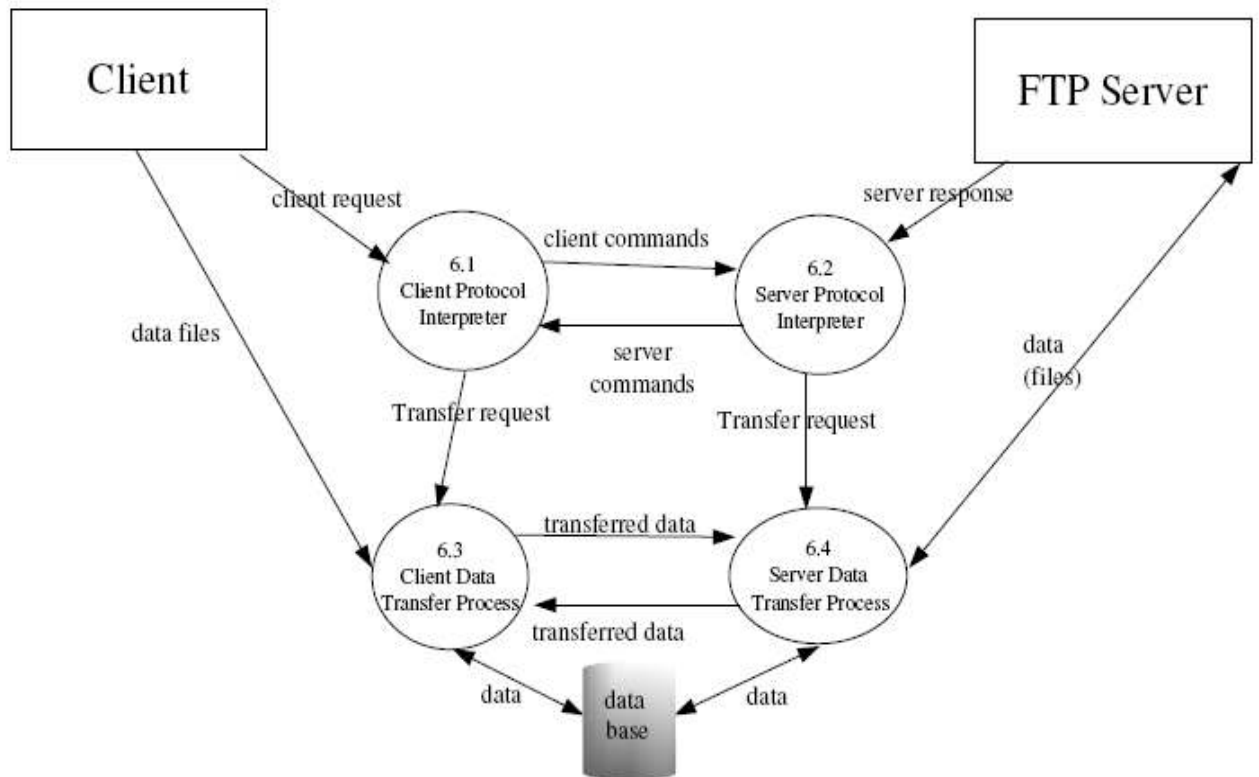 Client
FTP Server
client request
server response
client commands
6.1
Client Protocol
Interpreter
6.2
Server Protocol
Interpreter
data files
server
commands
data
(files)
Transfer request
Transfer request
transferred data
6.3
Client Data
Transfer Process
6.4
Server Data
Transfer Process
transferred data
data
data
base
data